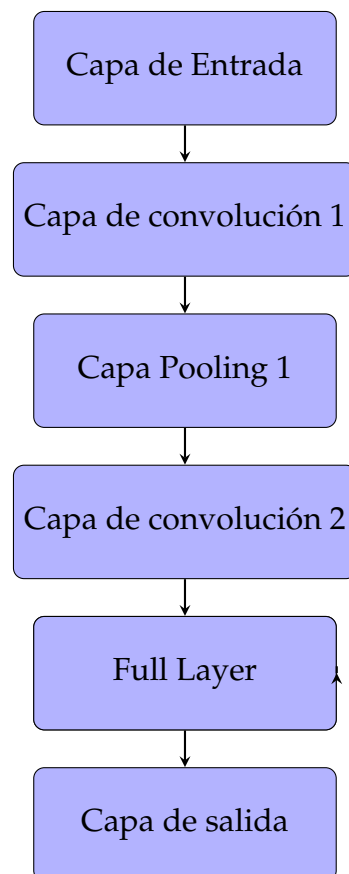 Capa de Entrada
Capa de convolución 1
Capa Pooling 1
Capa de convolución 2
Full Layer
Capa de salida